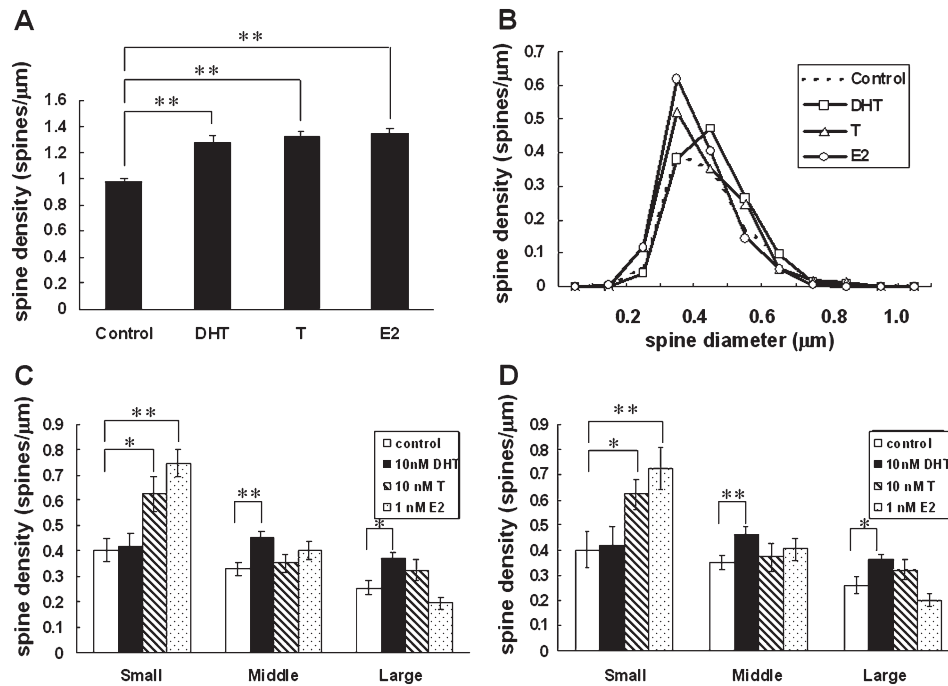 A
**
**
**
spine density (spines/μm)
1.6
1.4
1.2
1
0.8
0.6
0.4
0.2
0
Control
DHT
T
E2
B
spine density (spines/μm)
0.7
0.6
0.5
0.4
0.3
0.2
0.1
0
Control
DHT
T
E2
0.2
0.4
0.6
0.8
1.0
spine diameter (μm)
C
spine density (spines/μm)
0.9
0.8
0.7
0.6
0.5
0.4
0.3
0.2
0.1
0
**
*
**
*
control
10nM DHT
10 nM T
1 nM E2
Small
Middle
Large
D
spine density (spines/μm)
0.9
0.8
0.7
0.6
0.5
0.4
0.3
0.2
0.1
0
**
*
**
*
control
10nM DHT
10 nM T
1 nM E2
Small
Middle
Large